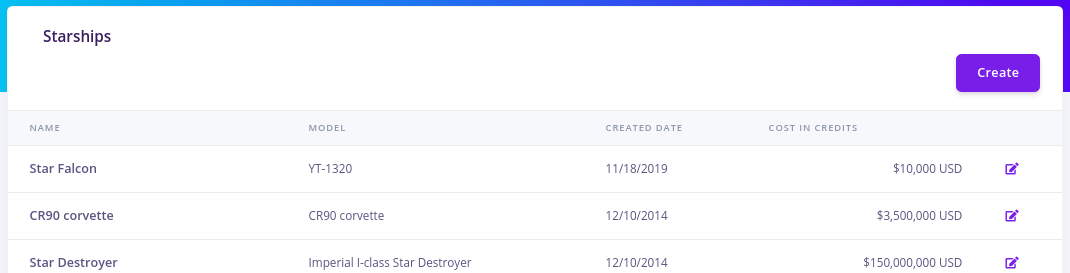 Starships
Create
NAME MODEL CREATED DATE COST IN CREDITS
Star Falcon YT-1320 11/18/2019 $10,000 USD
CR90 corvette CR90 corvette 12/10/2014 $3,500,000 USD
Star Destroyer Imperial I-class Star Destroyer 12/10/2014 $150,000,000 USD